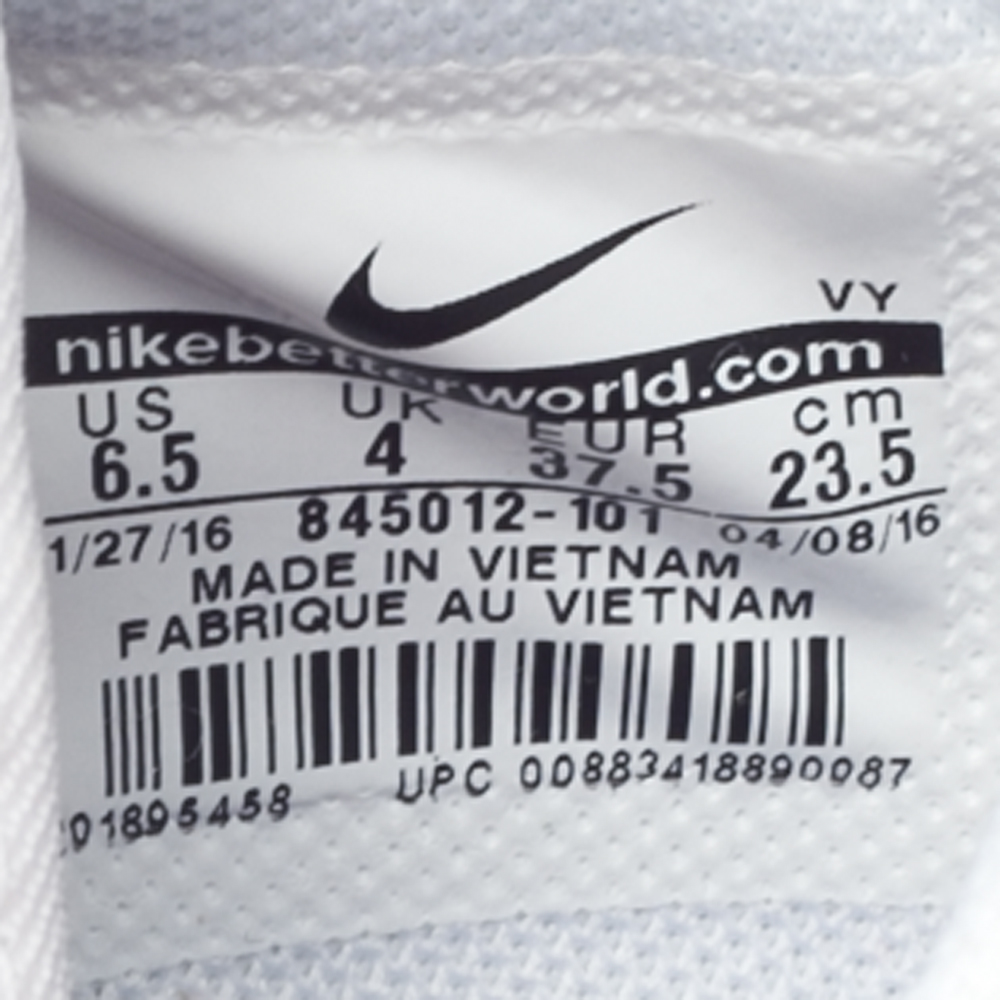 VY
nikebetterworld.com
US UK EUR cm
6.5 4 37.5 23.5
1/27/16 845012-101 04/08/16
MADE IN VIETNAM
FABRIQUE AU VIETNAM
01895458 UPC 00883418890087